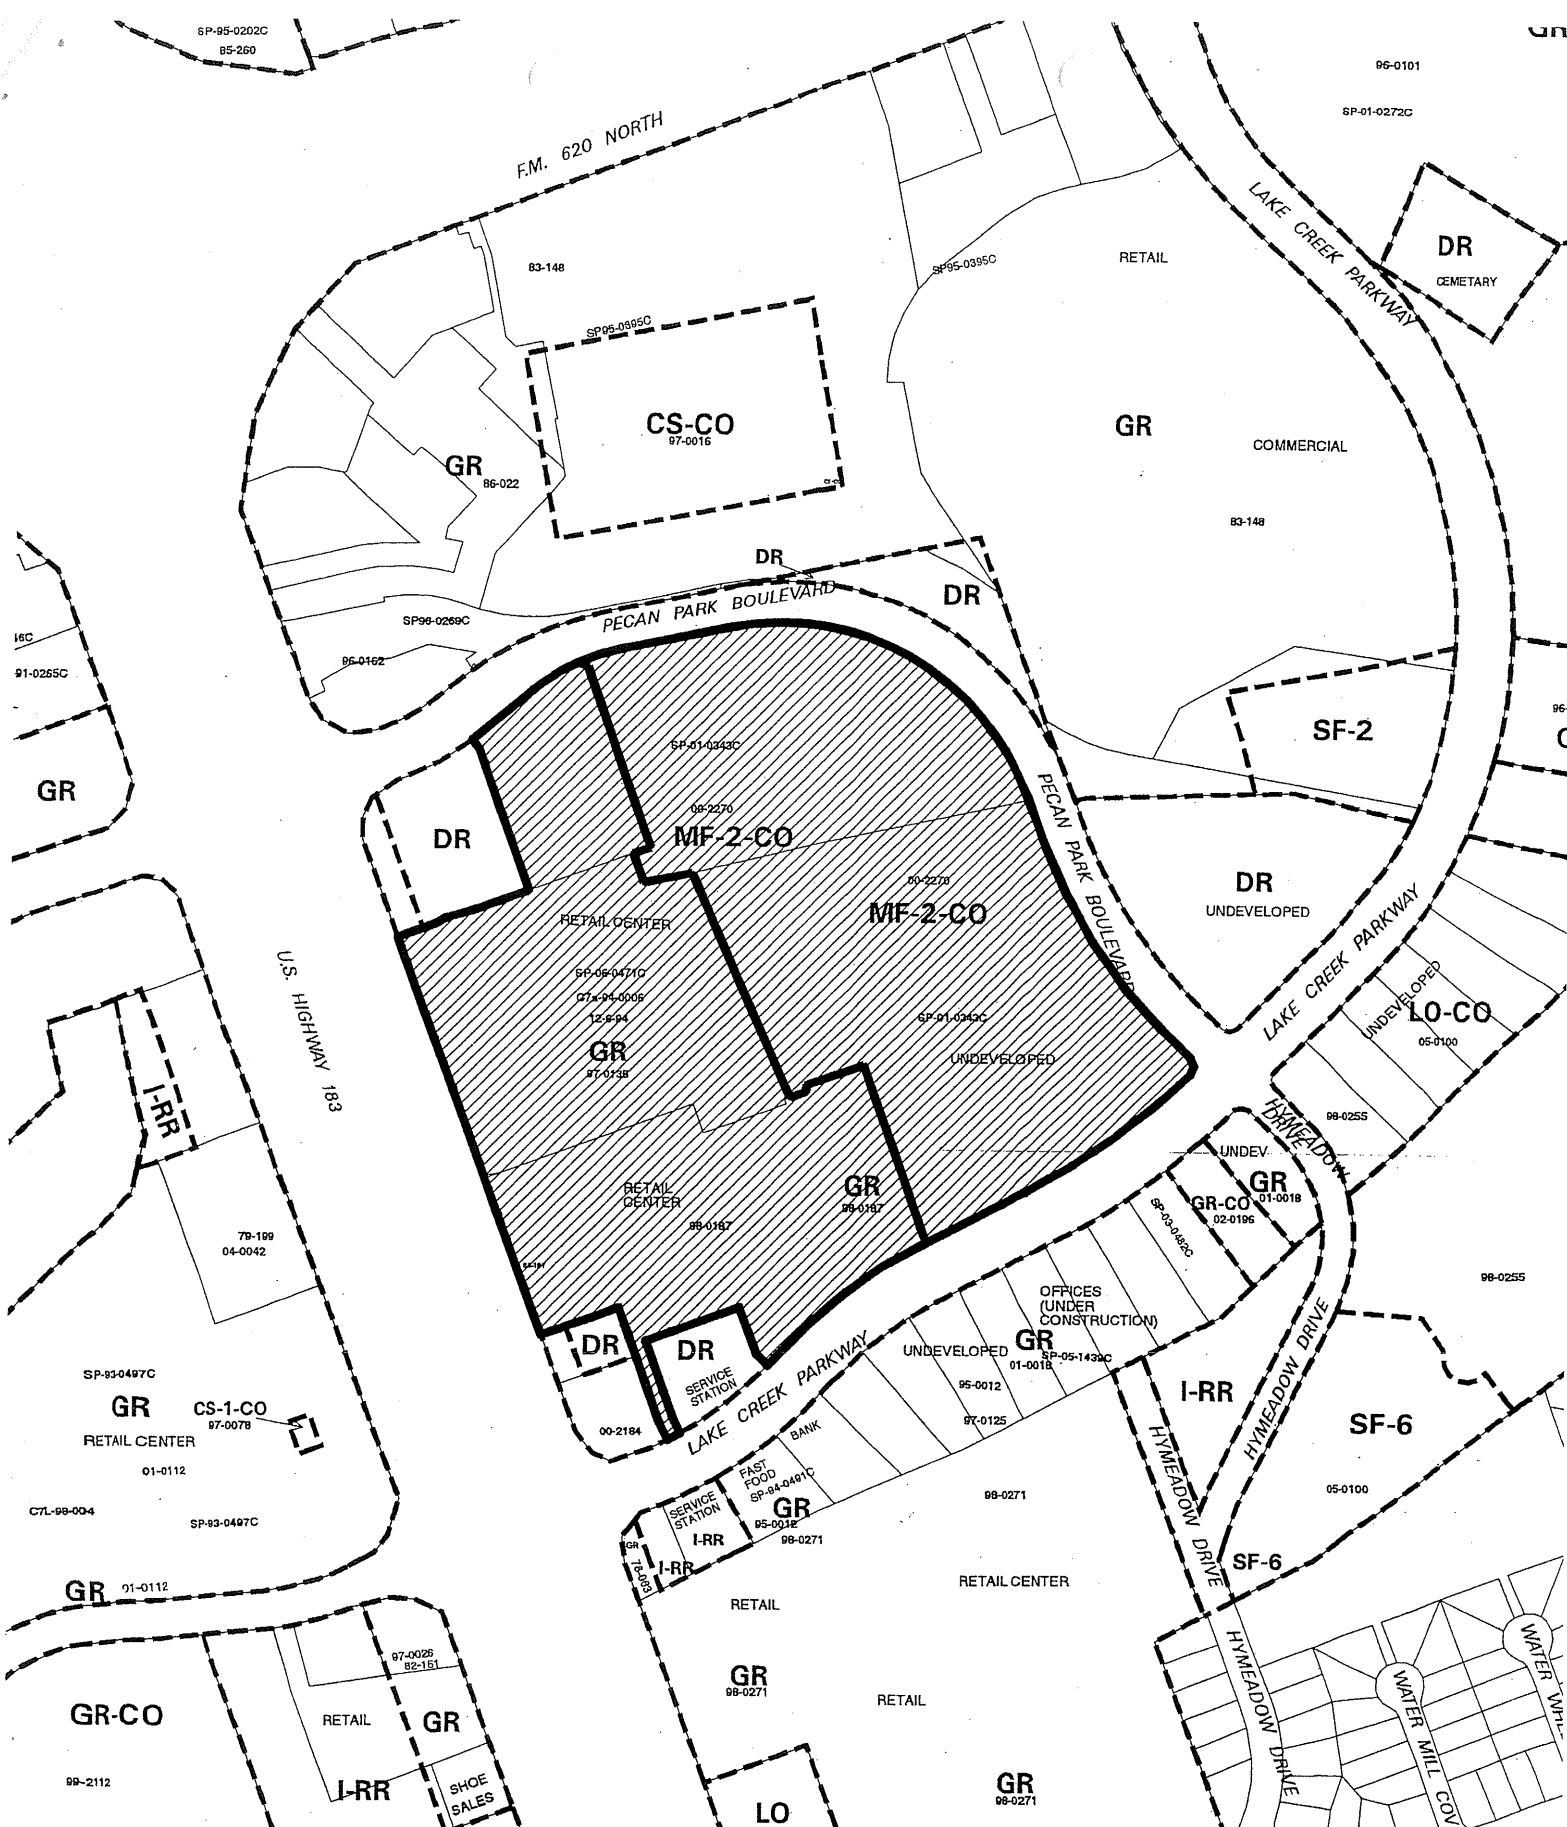 SP-95-0202C
85-260
96-0101
SP-01-0272C
F.M. 620 NORTH
LAKE CREEK PARKWAY
DR
CEMETARY
83-148
SP95-0395C
RETAIL
SP95-0395C
CS-CO
97-0016
GR
COMMERCIAL
83-148
GR
86-022
DR
DR
PECAN PARK BOULEVARD
SP96-0269C
96-0162
91-0265C
GR
SF-2
SP-01-0343C
00-2270
MF-2-CO
DR
PECAN PARK BOULEVARD
00-2270
MF-2-CO
DR
UNDEVELOPED
RETAIL CENTER
SP-06-0471C
C7a-94-0006
12-6-94
GR
97-0135
SP-01-0343C
UNDEVELOPED
LAKE CREEK PARKWAY
UNDEVELOPED
LO-CO
05-0100
98-0255
U.S. HIGHWAY 183
I-RR
HYMEADOW DRIVE
UNDEV
GR
01-0018
GR-CO
02-0196
SP-03-0482C
RETAIL
CENTER
98-0187
GR
98-0187
79-199
04-0042
98-0255
OFFICES
(UNDER
CONSTRUCTION)
GR
01-0018
SP-05-1439C
UNDEVELOPED
95-0012
97-0125
DR
DR
SERVICE
STATION
00-2184
LAKE CREEK PARKWAY
BANK
SP-93-0497C
GR
CS-1-CO
97-0078
RETAIL CENTER
01-0112
C7L-98-004
SP-93-0497C
I-RR
HYMEADOW DRIVE
HYMEADOW DRIVE
SF-6
05-0100
FAST
FOOD
SP-94-0491C
GR
95-0012
98-0271
SERVICE
STATION
I-RR
I-RR
GR
98-0271
SF-6
GR
01-0112
RETAIL CENTER
RETAIL
97-0026
82-161
GR-CO
99-2112
RETAIL
GR
I-RR
SHOE
SALES
GR
98-0271
RETAIL
LO
GR
98-0271
HYMEADOW DRIVE
WATER MILL COV
WATER WHE